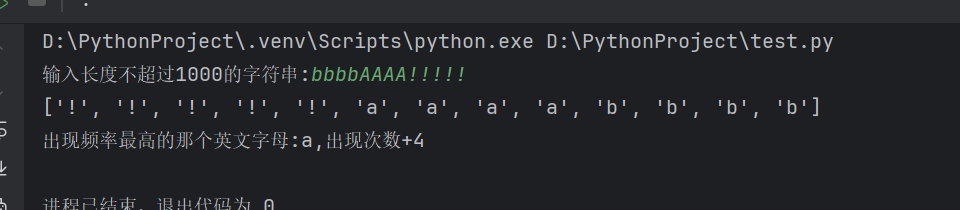 D:\PythonProject\.venv\Scripts\python.exe D:\PythonProject\test.py
输入长度不超过1000的字符串:bbbbAAAA!!!!!
['!', '!', '!', '!', '!', 'a', 'a', 'a', 'a', 'b', 'b', 'b', 'b']
出现频率最高的那个英文字母:a,出现次数+4
进程已结束，退出代码为 0